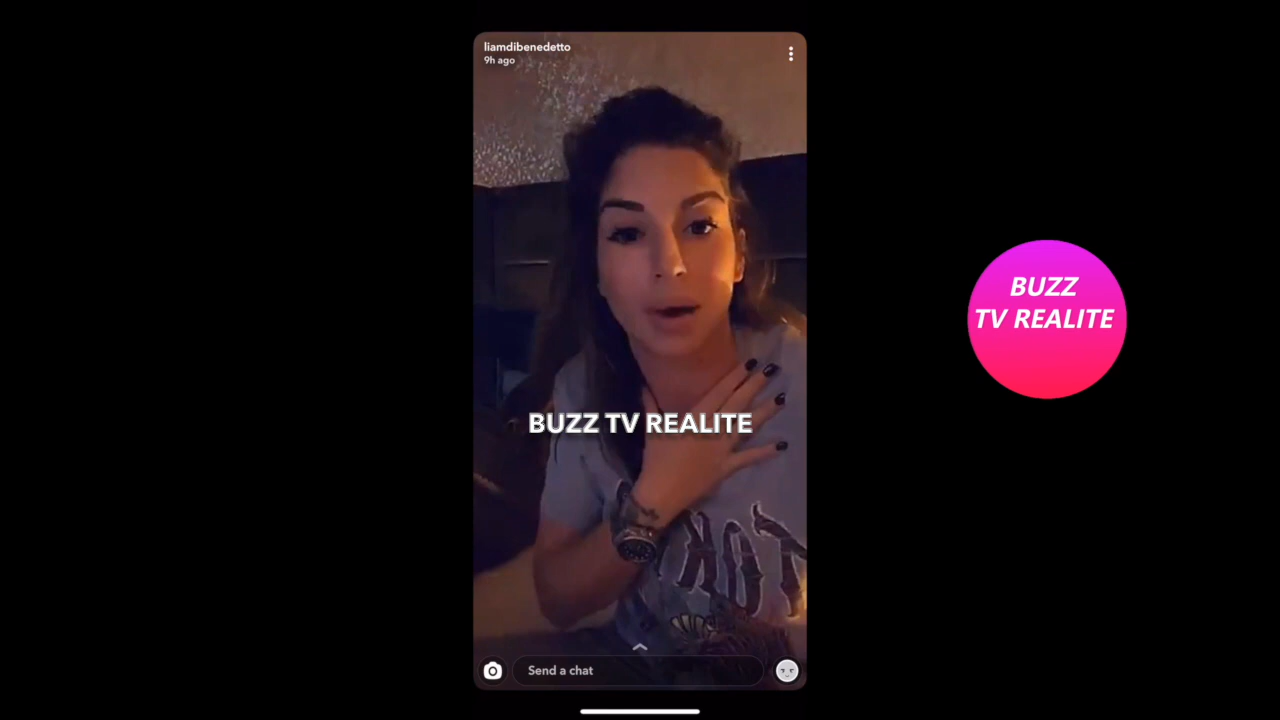 liamdibenedetto
9h ago
BUZZ
TV REALITE
BUZZ TV REALITE
Send a chat